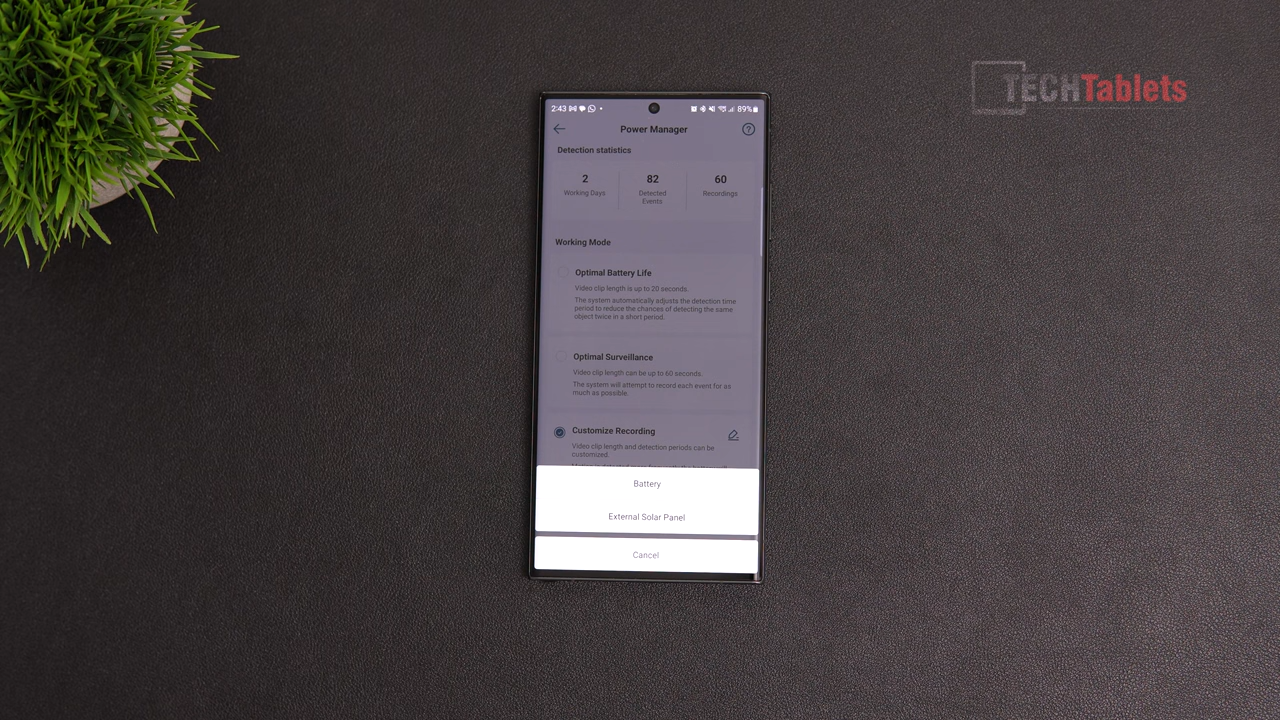 TECHTablets
2:43
89%
Power Manager
Detection statistics
2
82
60
Working Days
Detected
Events
Recordings
Working Mode
Optimal Battery Life
Video clip length is up to 20 seconds.
The system automatically adjusts the detection time
period to reduce the chances of detecting the same
object twice in a short period.
Optimal Surveillance
Video clip length can be up to 60 seconds.
The system will attempt to record each event for as
much as possible.
Customize Recording
Video clip length and detection periods can be
customized.
Battery
External Solar Panel
Cancel